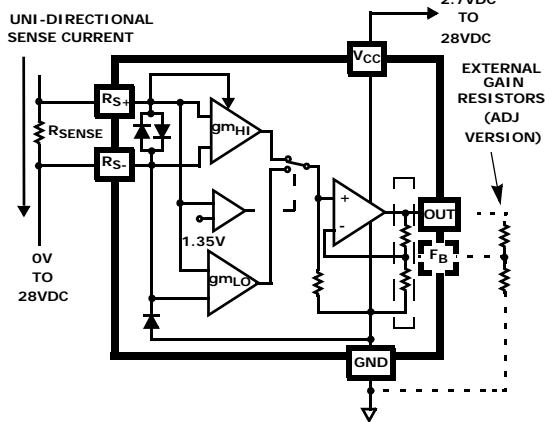 2.7VDC
TO
28VDC
UNI-DIRECTIONAL
SENSE CURRENT
VCC
EXTERNAL
GAIN
RESISTORS
(ADJ
VERSION)
RS+
gmHI
RSENSE
RS-
+
-
OUT
1.35V
FB
0V
TO
28VDC
gmLO
GND